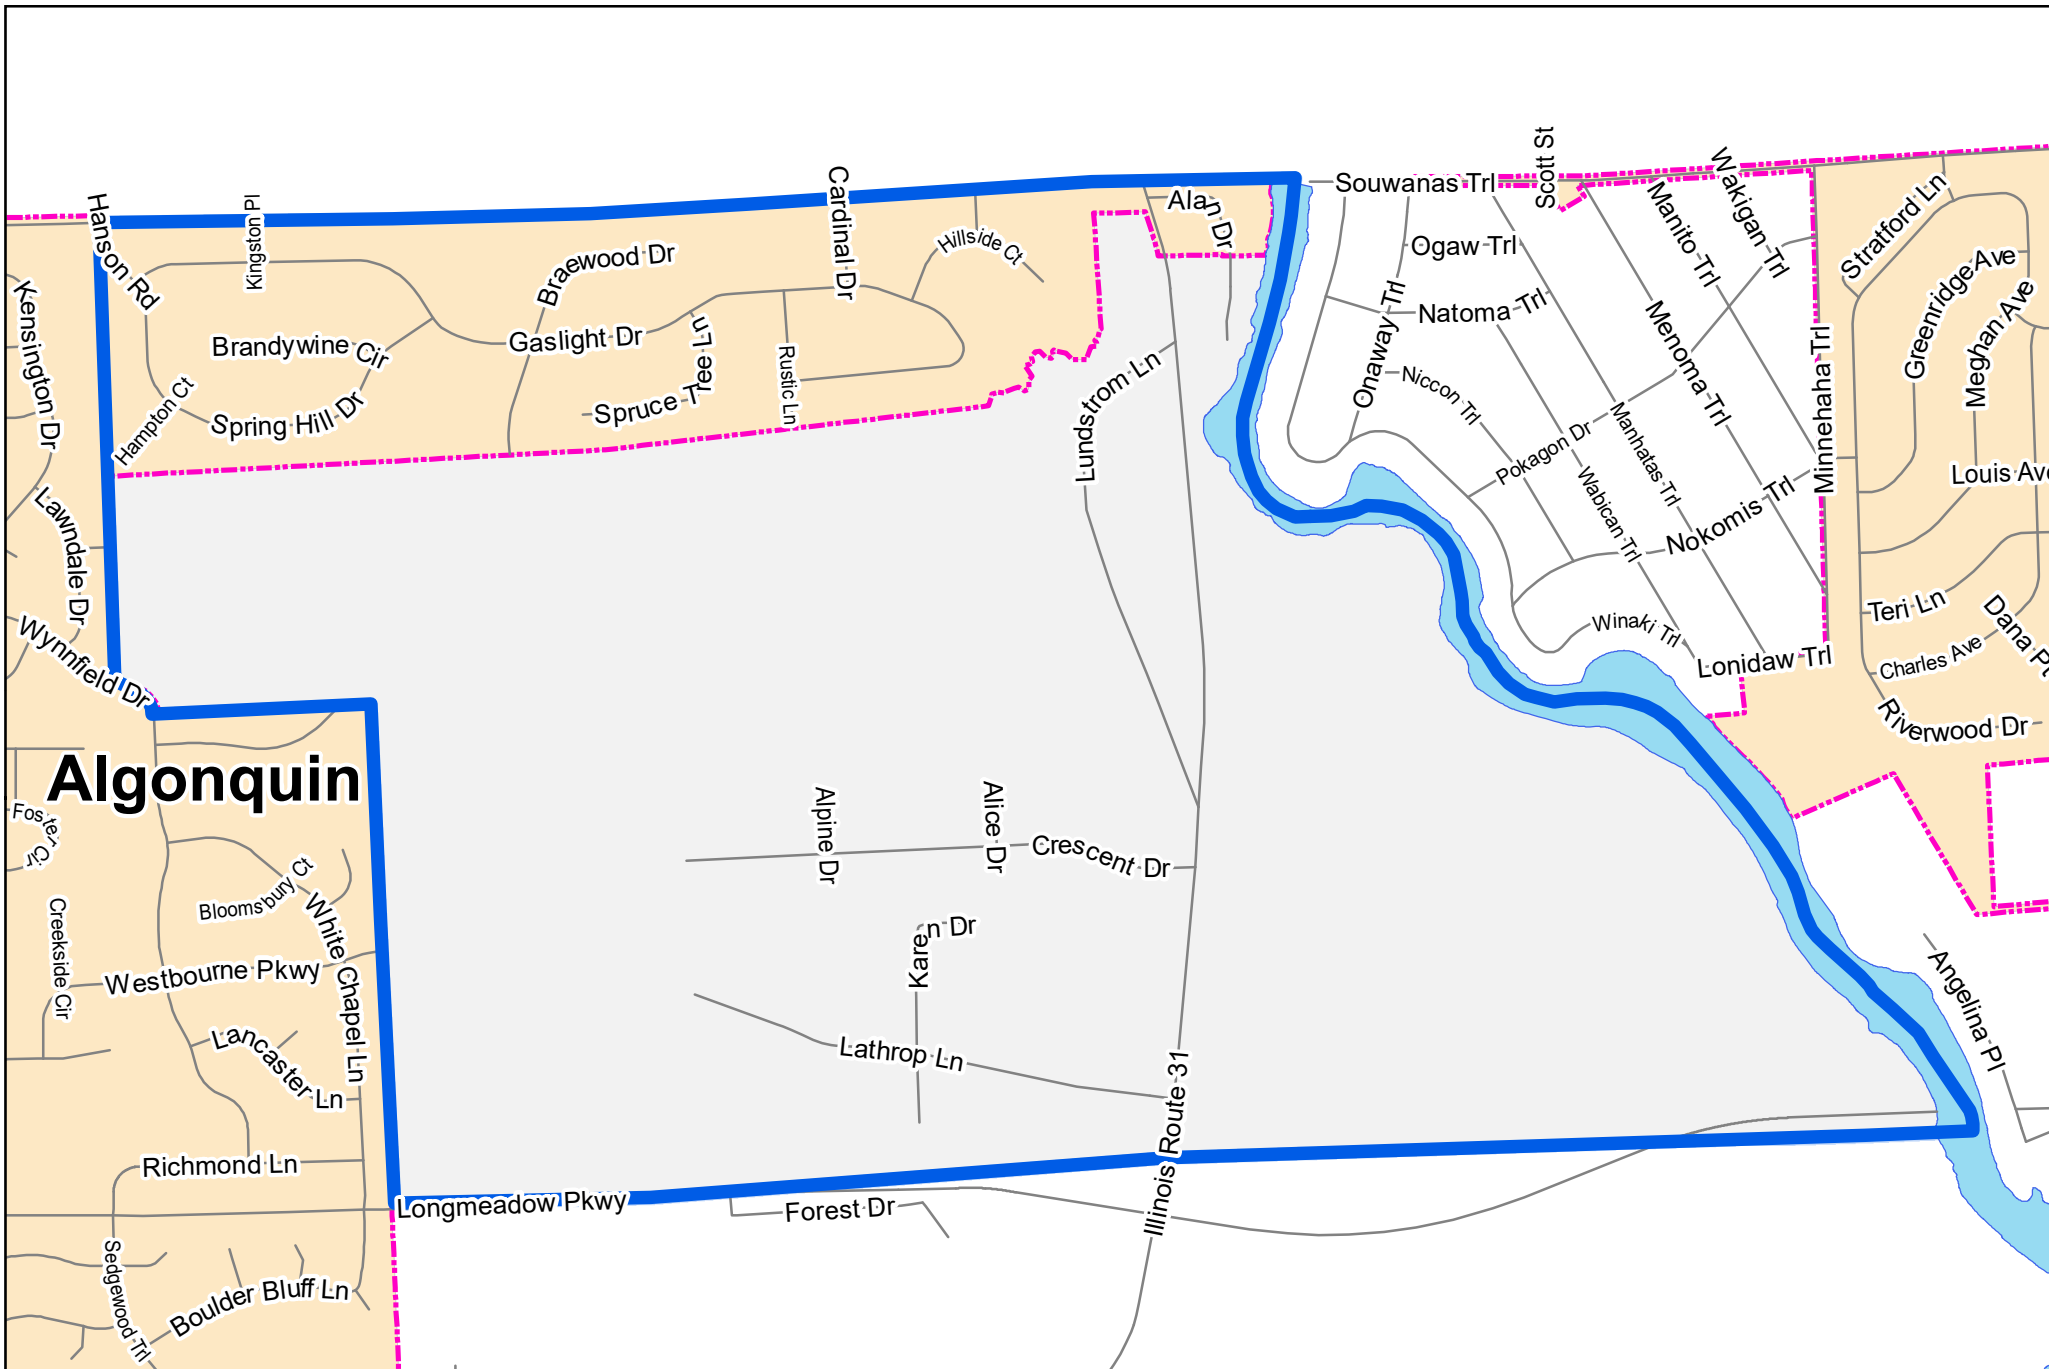 Scott St
Wakigan Trl
Souwanas Trl
Cardinal Dr
Kingston Pl
Hanson Rd
Alan Dr
Manito Trl
Stratford Ln
Hillside Ct
Ogaw Trl
Braewood Dr
Greenridge Ave
Meghan Ave
Natoma Trl
Kensington Dr
Onaway Trl
Menoma Trl
Minnehaha Trl
Gaslight Dr
Brandywine Cir
Spruce Tree Ln
Rustic Ln
Lundstrom Ln
Niccon Trl
Hampton Ct
Spring Hill Dr
Manhatas Trl
Pokagon Dr
Wabican Trl
Louis Ave
Nokomis Trl
Lawndale Dr
Teri Ln
Dana Pt
Winaki Trl
Charles Ave
Lonidaw Trl
Wynnfield Dr
Riverwood Dr
Algonquin
Foster Cir
Alpine Dr
Alice Dr
Crescent Dr
Bloomsbury Ct
White Chapel Ln
Creekside Cir
Karen Dr
Westbourne Pkwy
Angelina Pl
Lancaster Ln
Lathrop Ln
Illinois Route 31
Richmond Ln
Longmeadow Pkwy
Forest Dr
Sedgewood Trl
Boulder Bluff Ln